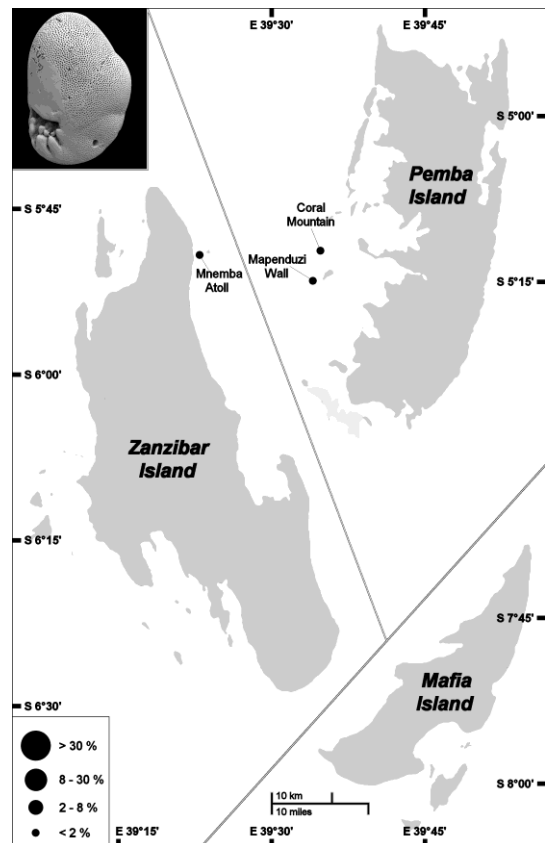 E 39°30'
E 39°45'
S 5°00'
Pemba
Island
S 5°45'
Coral
Mountain
Mnemba
Atoll
Mapenduzi
Wall
S 5°15'
S 6°00'
Zanzibar
Island
S 6°15'
S 7°45'
Mafia
Island
S 6°30'
> 30 %
8 - 30 %
2 - 8 %
< 2 %
10 km
10 miles
S 8°00'
E 39°15'
E 39°30'
E 39°45'